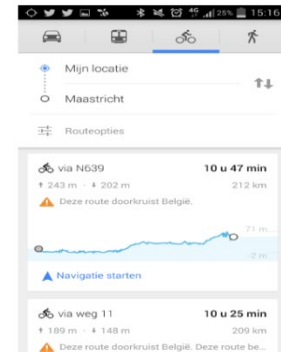 4G 25% 15:16
Mijn locatie
Maastricht
Routeopties
via N639 10 u 47 min
↑ 243 m · ↓ 202 m 212 km
Deze route doorkruist België.
71 m...
-2 m...
Navigatie starten
via weg 11 10 u 25 min
↑ 189 m · ↓ 148 m 209 km
Deze route doorkruist België. Deze route be...